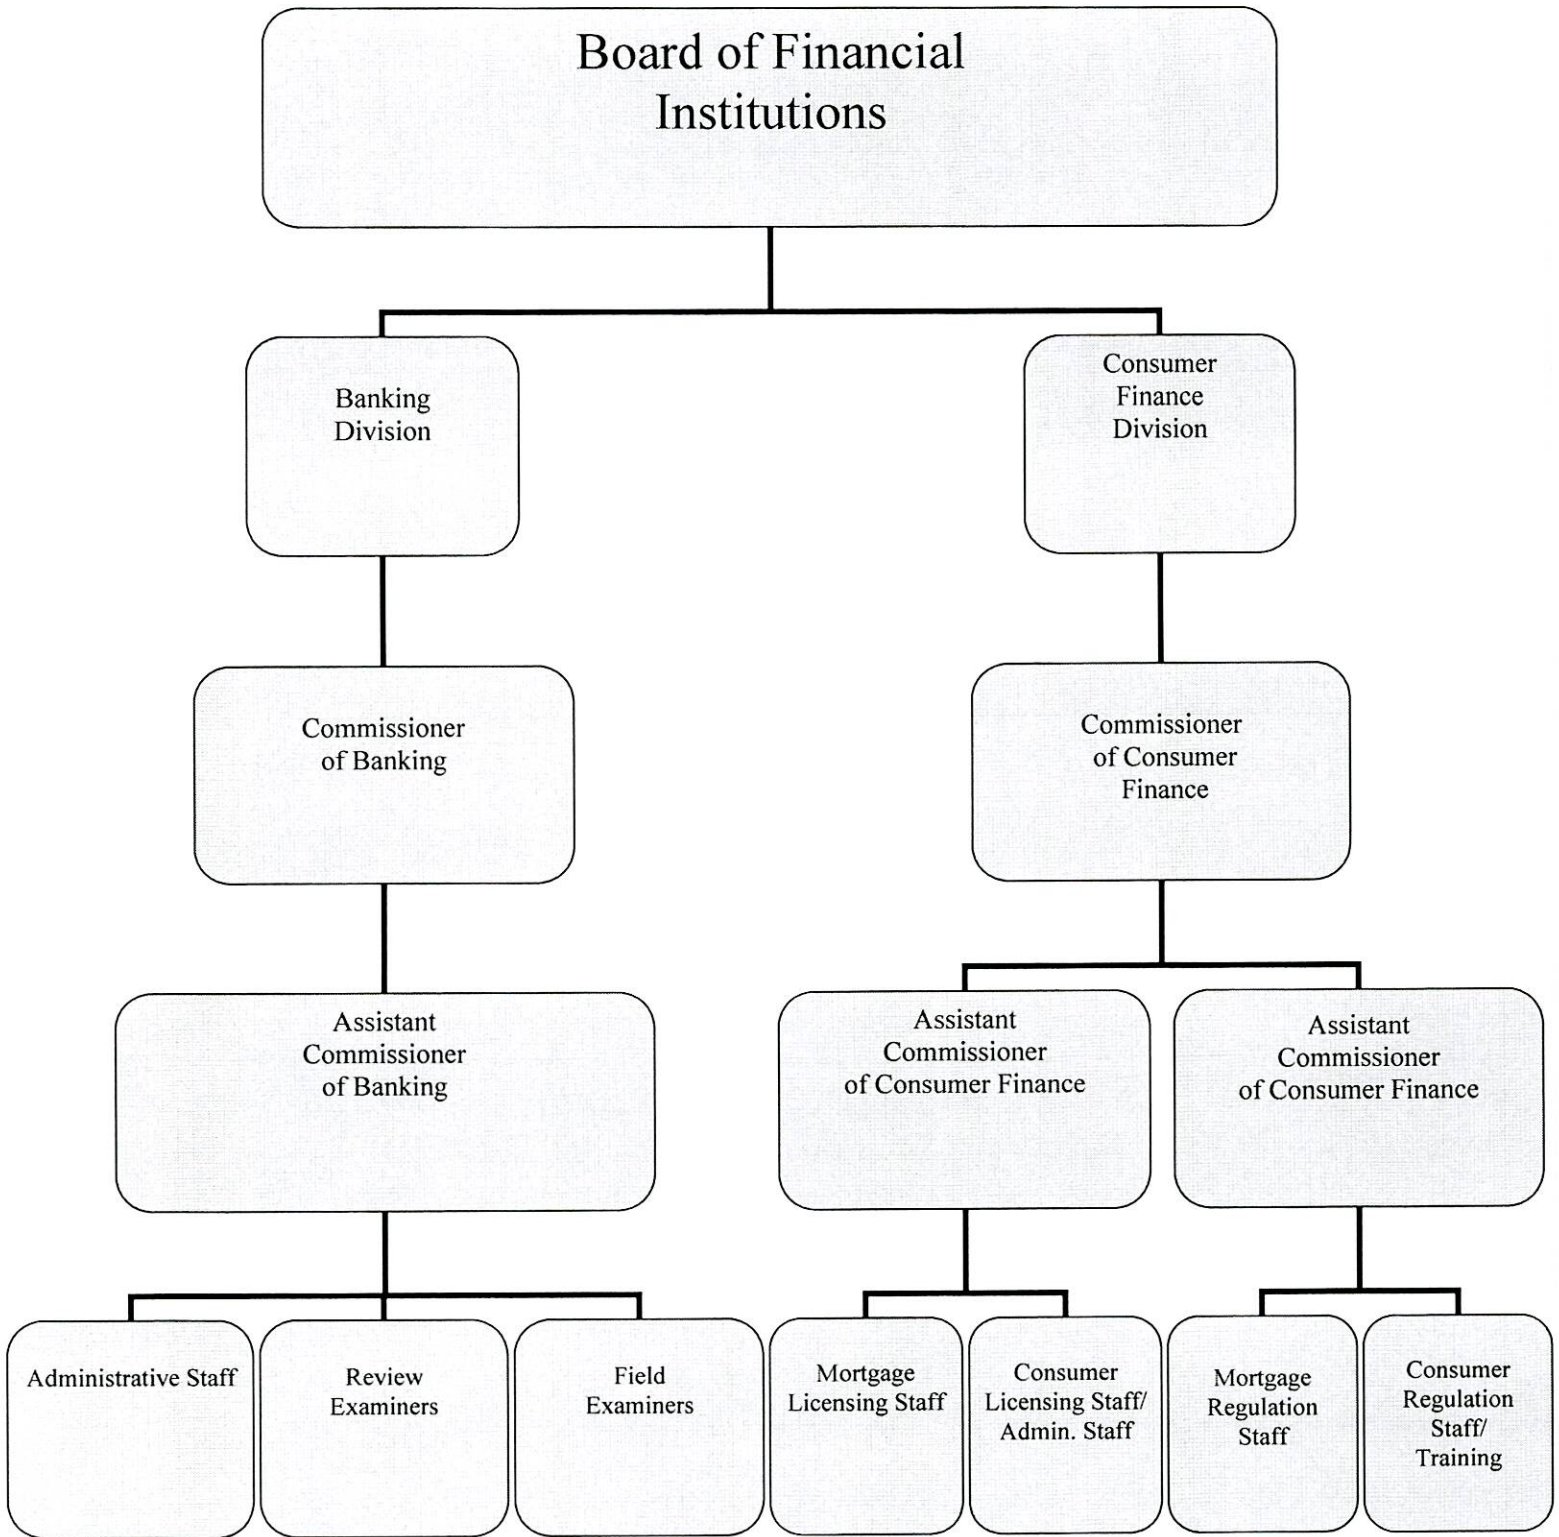 Board of Financial
Institutions
Banking
Division
Consumer
Finance
Division
Commissioner
of Banking
Commissioner
of Consumer
Finance
Assistant
Commissioner
of Banking
Assistant
Commissioner
of Consumer Finance
Assistant
Commissioner
of Consumer Finance
Administrative Staff
Review
Examiners
Field
Examiners
Mortgage
Licensing Staff
Consumer
Licensing Staff/
Admin. Staff
Mortgage
Regulation
Staff
Consumer
Regulation
Staff/
Training